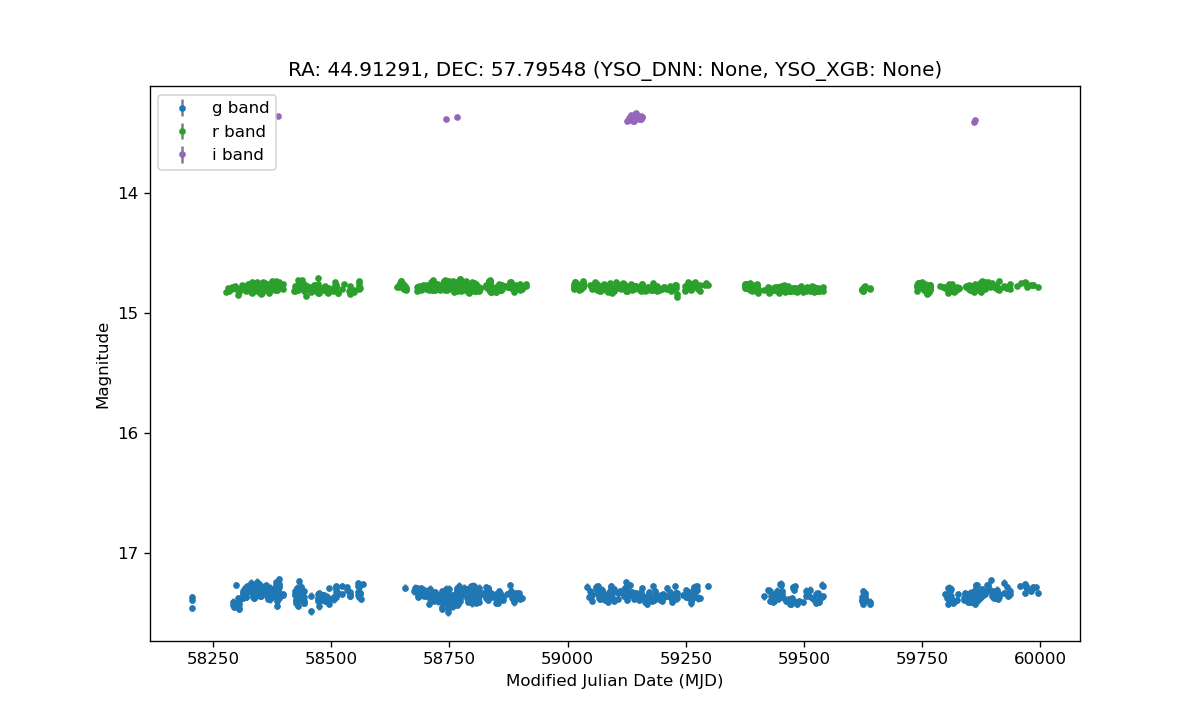 RA: 44.91291, DEC: 57.79548 (YSO_DNN: None, YSO_XGB: None)
g band
r band
i band
14
15
16
17
Magnitude
58250 58500 58750 59000 59250 59500 59750 60000
Modified Julian Date (MJD)